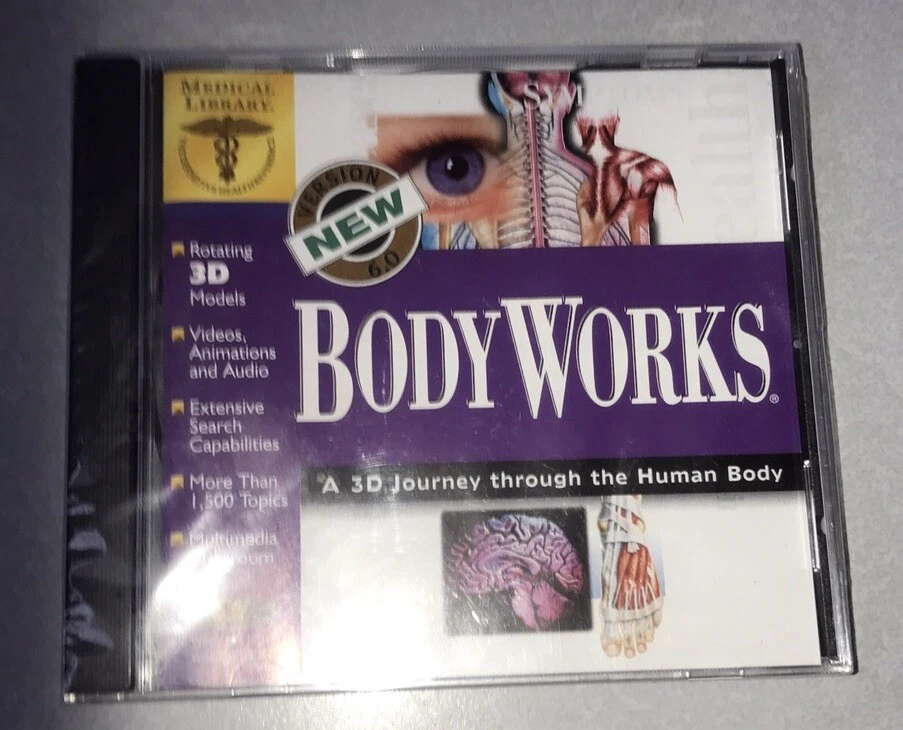 MEDICAL
LIBRARY
VERSION
NEW
6.0
Rotating
3D
Models
Videos,
Animations
and Audio
Extensive
Search
Capabilities
More Than
1,500 Topics
Multimedia
BODYWORKS®
A 3D Journey through the Human Body